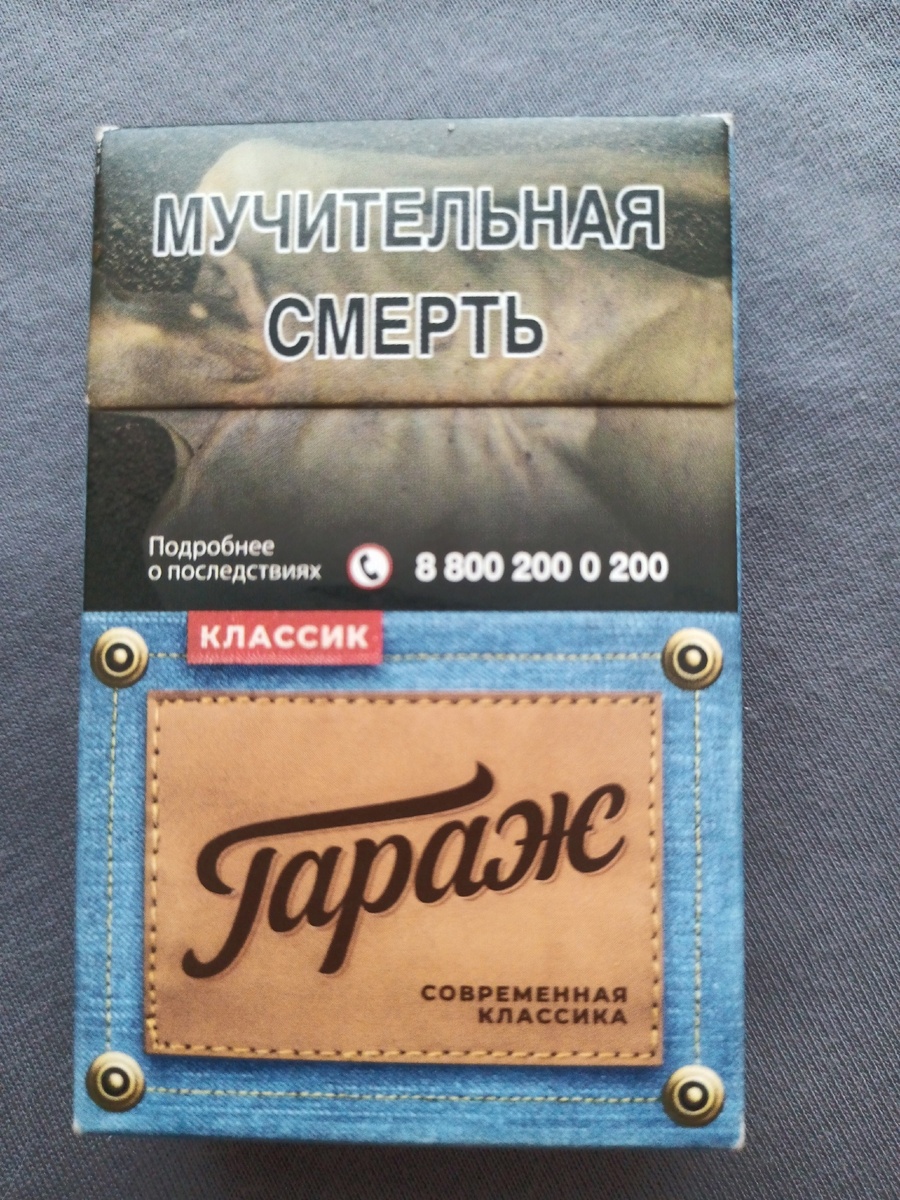 МУЧИТЕЛЬНАЯ
СМЕРТЬ
Подробнее
о последствиях
8 800 200 0 200
КЛАССИК
Гараж
СОВРЕМЕННАЯ
КЛАССИКА